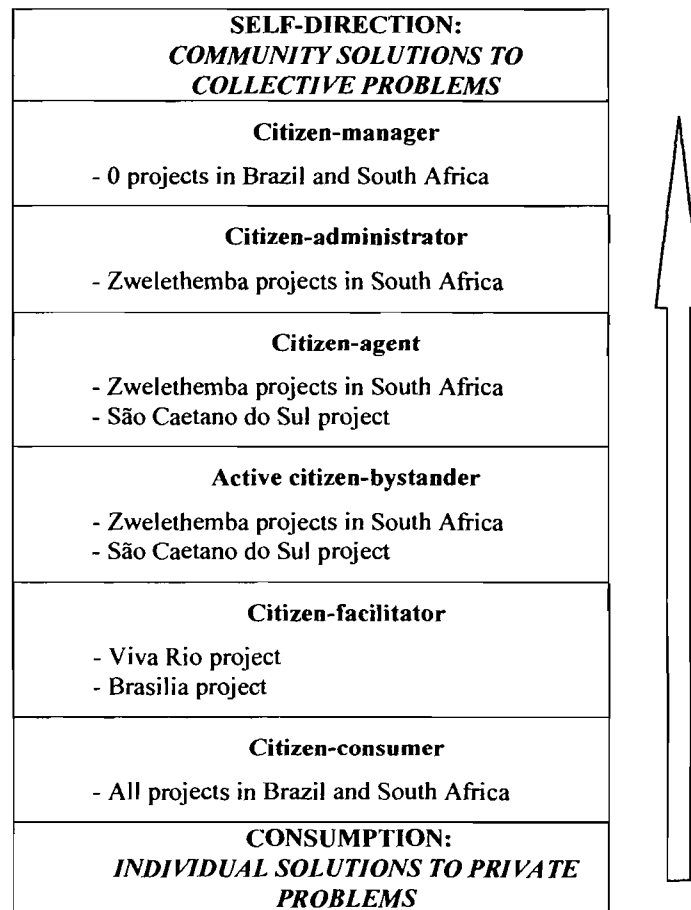 SELF-DIRECTION:
COMMUNITY SOLUTIONS TO
COLLECTIVE PROBLEMS
Citizen-manager
- 0 projects in Brazil and South Africa
Citizen-administrator
- Zwelethemba projects in South Africa
Citizen-agent
- Zwelethemba projects in South Africa
- São Caetano do Sul project
Active citizen-bystander
- Zwelethemba projects in South Africa
- São Caetano do Sul project
Citizen-facilitator
- Viva Rio project
- Brasilia project
Citizen-consumer
- All projects in Brazil and South Africa
CONSUMPTION:
INDIVIDUAL SOLUTIONS TO PRIVATE
PROBLEMS